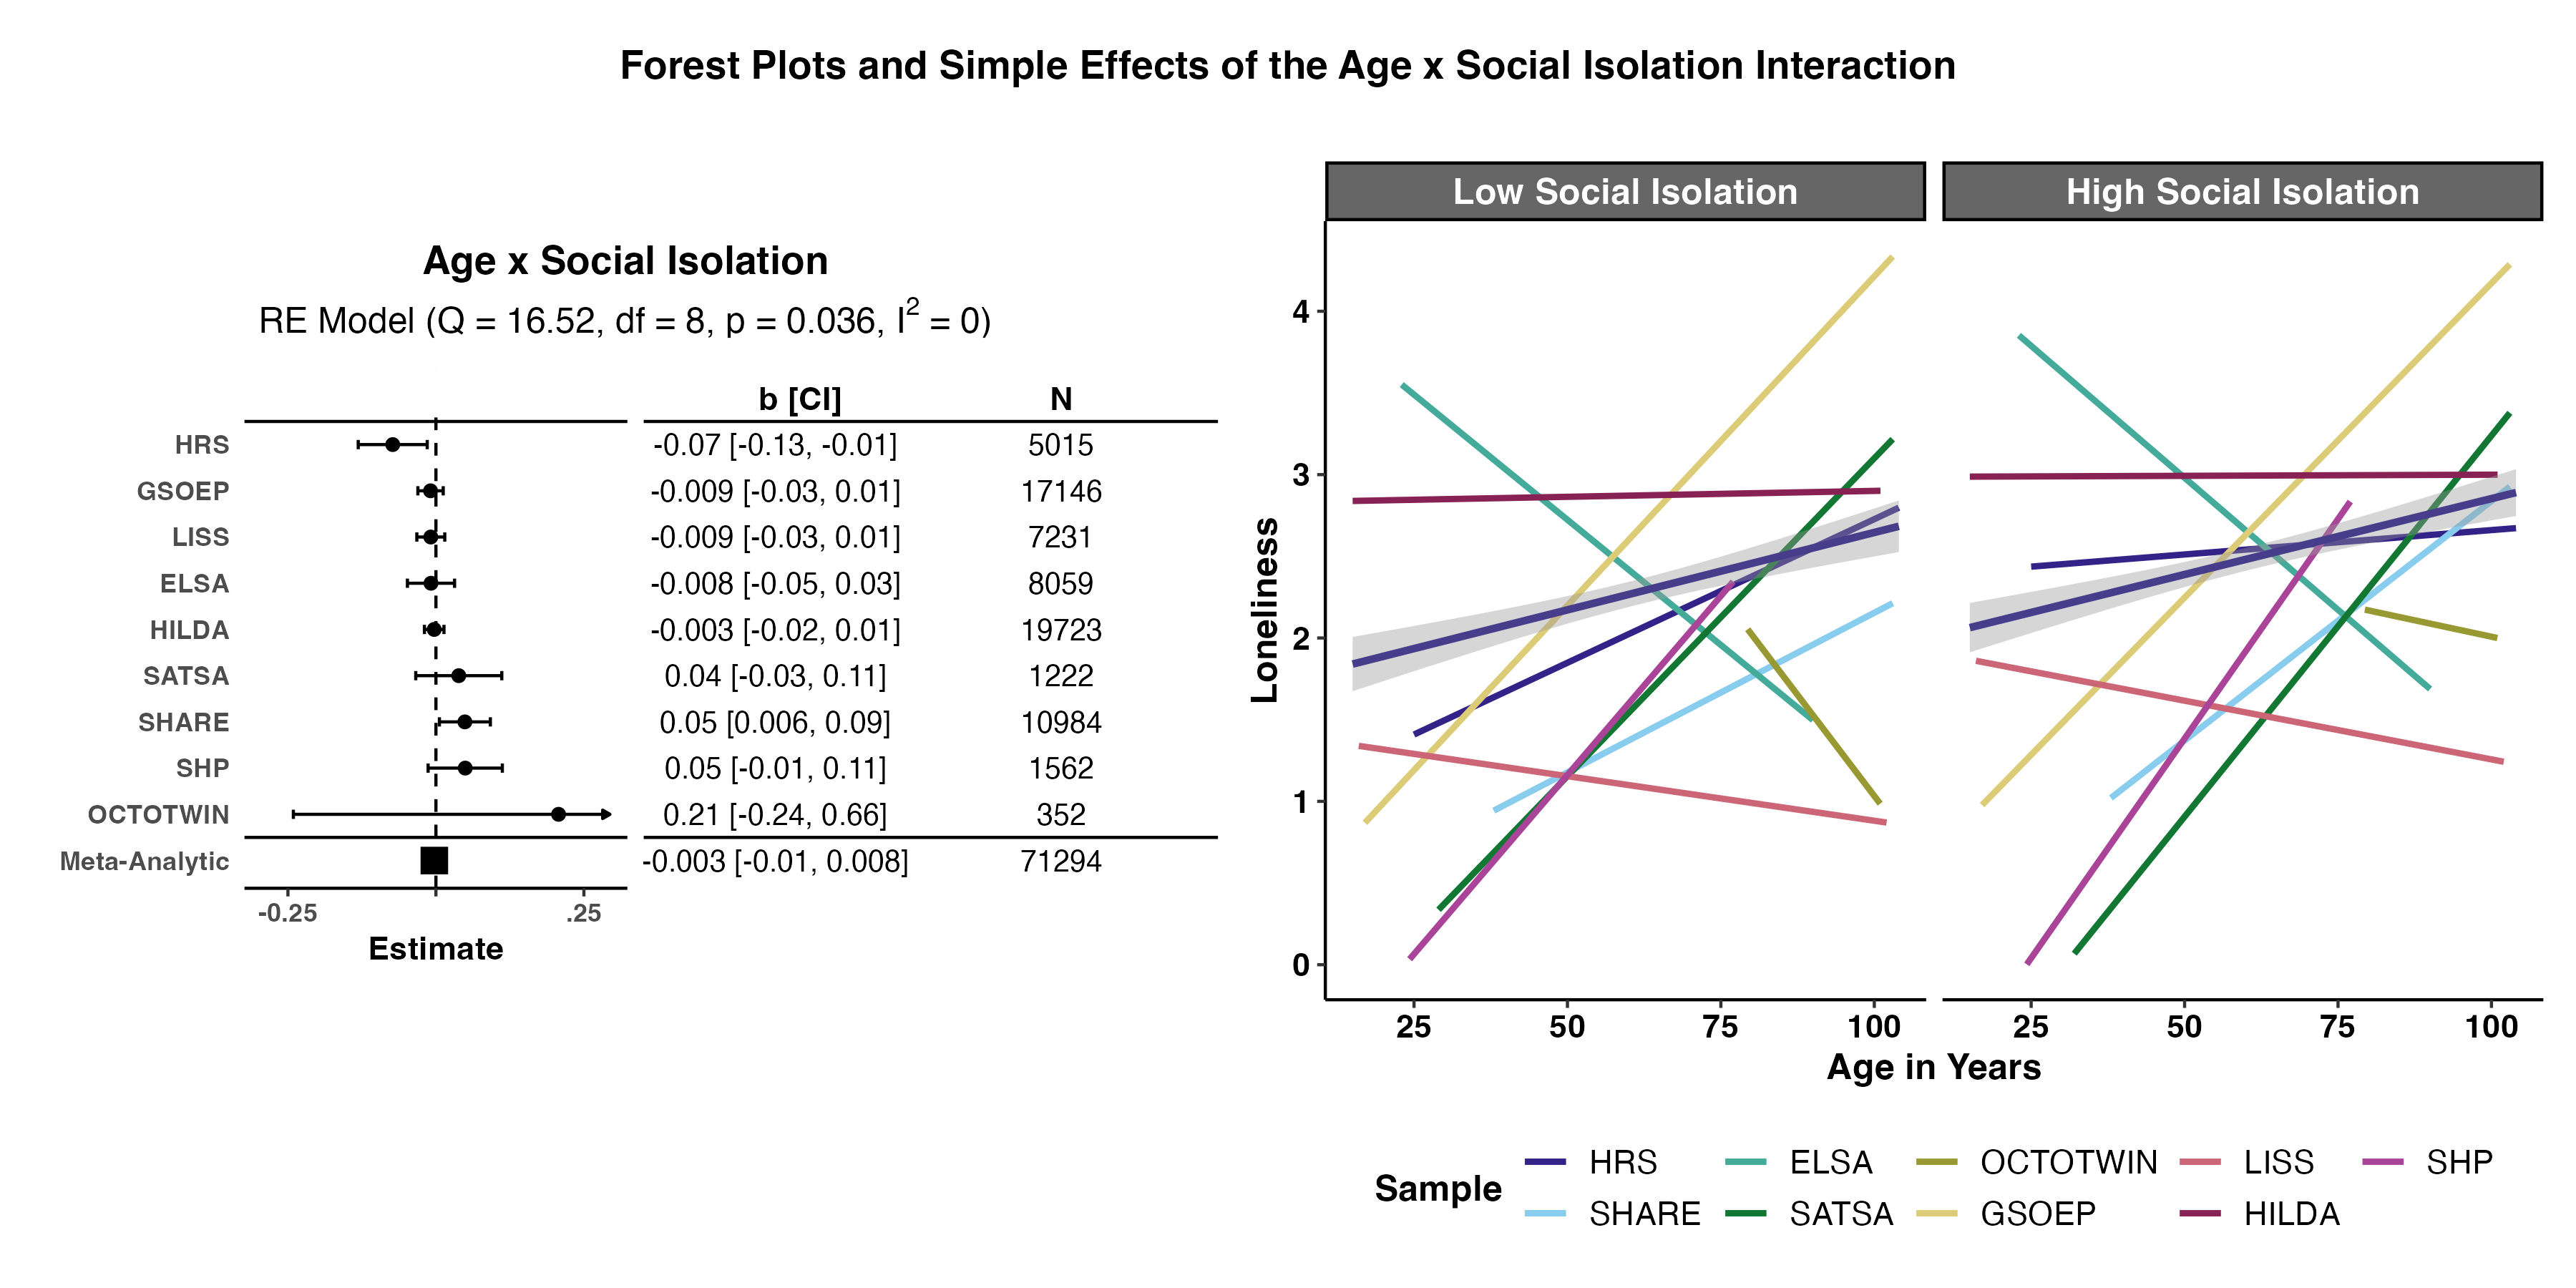 Forest Plots and Simple Effects of the Age x Social Isolation Interaction
Age x Social Isolation
RE Model (Q = 16.52, df = 8, p = 0.036, I² = 0)
b [CI] N
HRS -0.07 [-0.13, -0.01] 5015
GSOEP -0.009 [-0.03, 0.01] 17146
LISS -0.009 [-0.03, 0.01] 7231
ELSA -0.008 [-0.05, 0.03] 8059
HILDA -0.003 [-0.02, 0.01] 19723
SATSA 0.04 [-0.03, 0.11] 1222
SHARE 0.05 [0.006, 0.09] 10984
SHP 0.05 [-0.01, 0.11] 1562
OCTOTWIN 0.21 [-0.24, 0.66] 352
Meta-Analytic -0.003 [-0.01, 0.008] 71294
-0.25 .25
Estimate
Low Social Isolation High Social Isolation
4
3
2
1
0
Loneliness
25 50 75 100 25 50 75 100
Age in Years
Sample
HRS ELSA OCTOTWIN LISS SHP
SHARE SATSA GSOEP HILDA